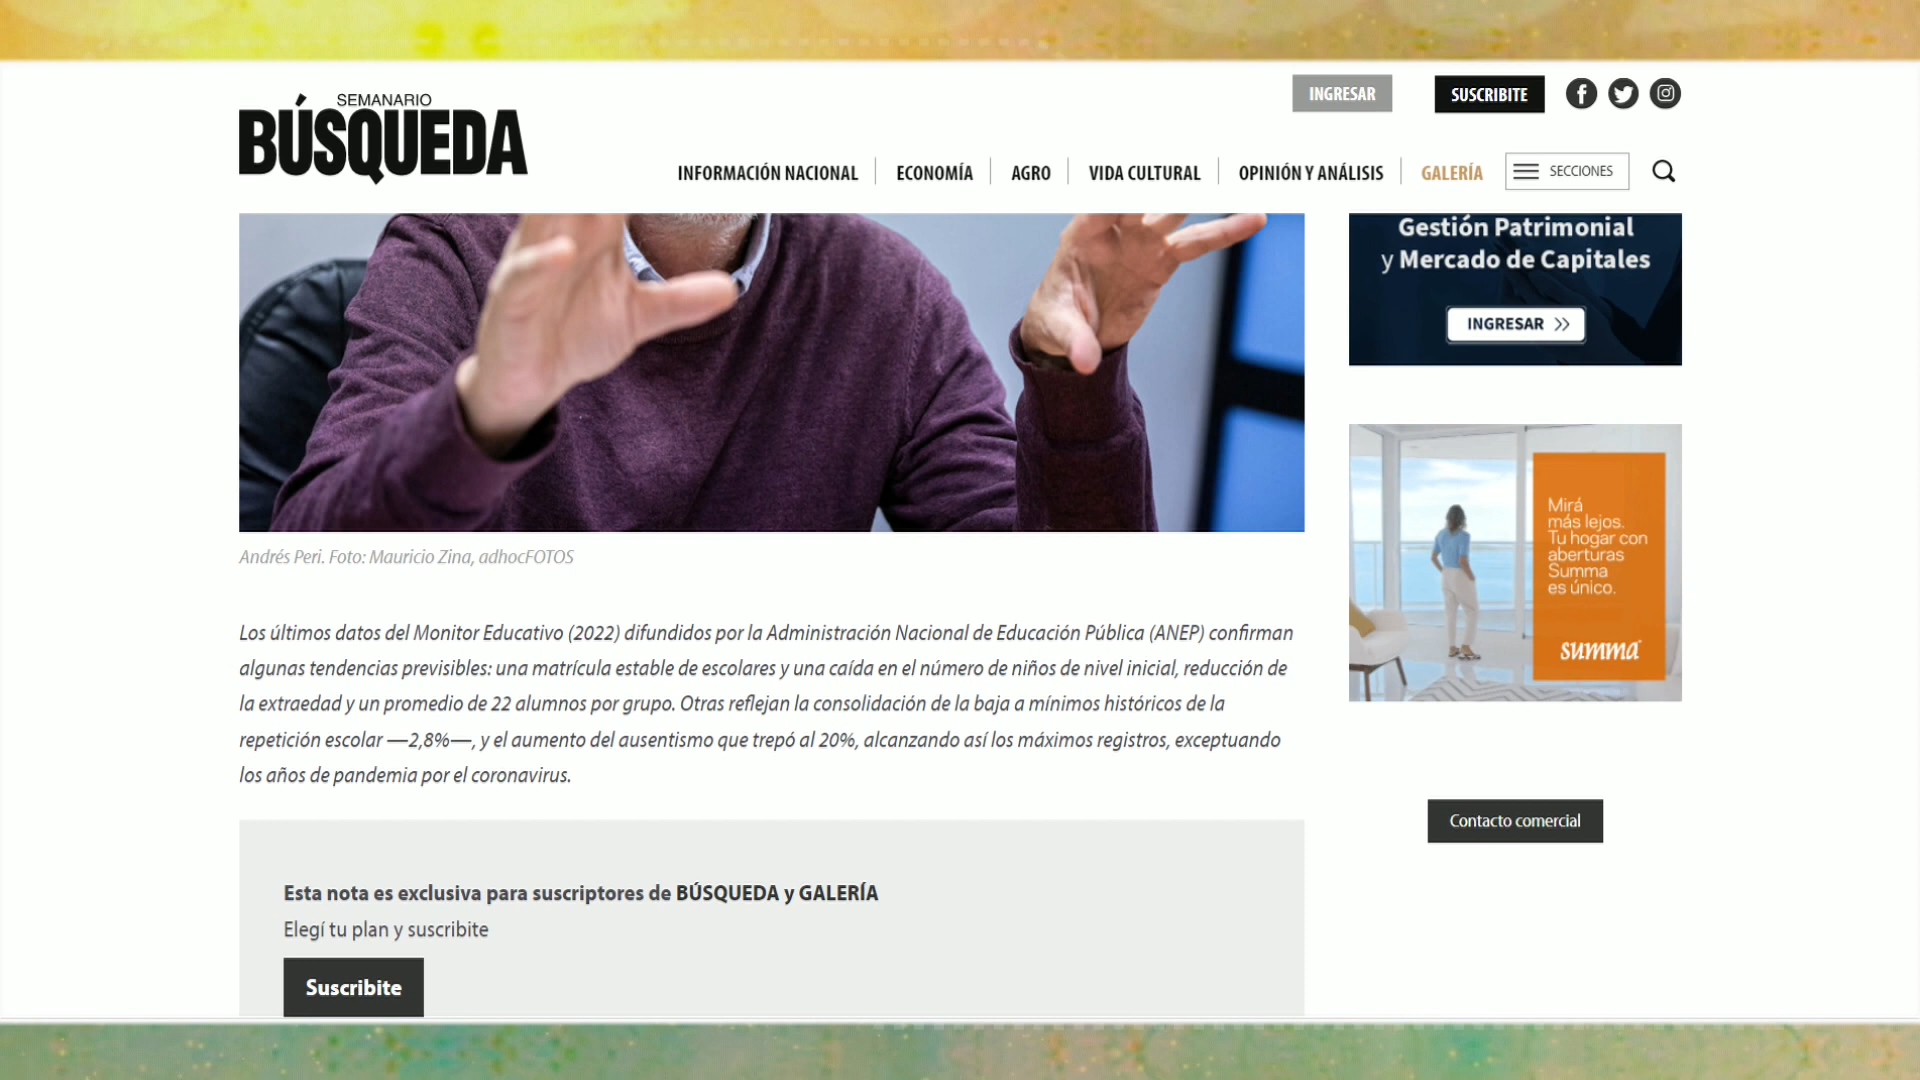 SEMANARIO
BÚSQUEDA
INGRESAR
SUSCRIBITE
INFORMACIÓN NACIONAL
ECONOMÍA
AGRO
VIDA CULTURAL
OPINIÓN Y ANÁLISIS
GALERÍA
SECCIONES
Gestión Patrimonial
y Mercado de Capitales
INGRESAR
Andrés Peri. Foto: Mauricio Zina, adhocFOTOS
Los últimos datos del Monitor Educativo (2022) difundidos por la Administración Nacional de Educación Pública (ANEP) confirman
algunas tendencias previsibles: una matrícula estable de escolares y una caída en el número de niños de nivel inicial, reducción de
la extraedad y un promedio de 22 alumnos por grupo. Otras reflejan la consolidación de la baja a mínimos históricos de la
repetición escolar —2,8%—, y el aumento del ausentismo que trepó al 20%, alcanzando así los máximos registros, exceptuando
los años de pandemia por el coronavirus.
Mirá
más lejos.
Tu hogar con
aberturas
Summa
es único.
summa
Contacto comercial
Esta nota es exclusiva para suscriptores de BÚSQUEDA y GALERÍA
Elegí tu plan y suscribite
Suscribite